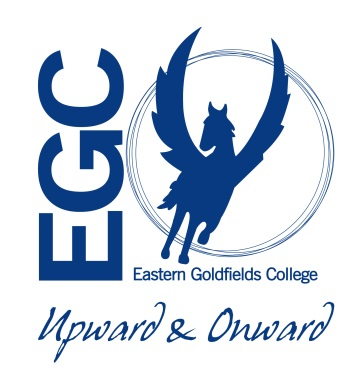 EGC
Eastern Goldfields College
Upward & Onward